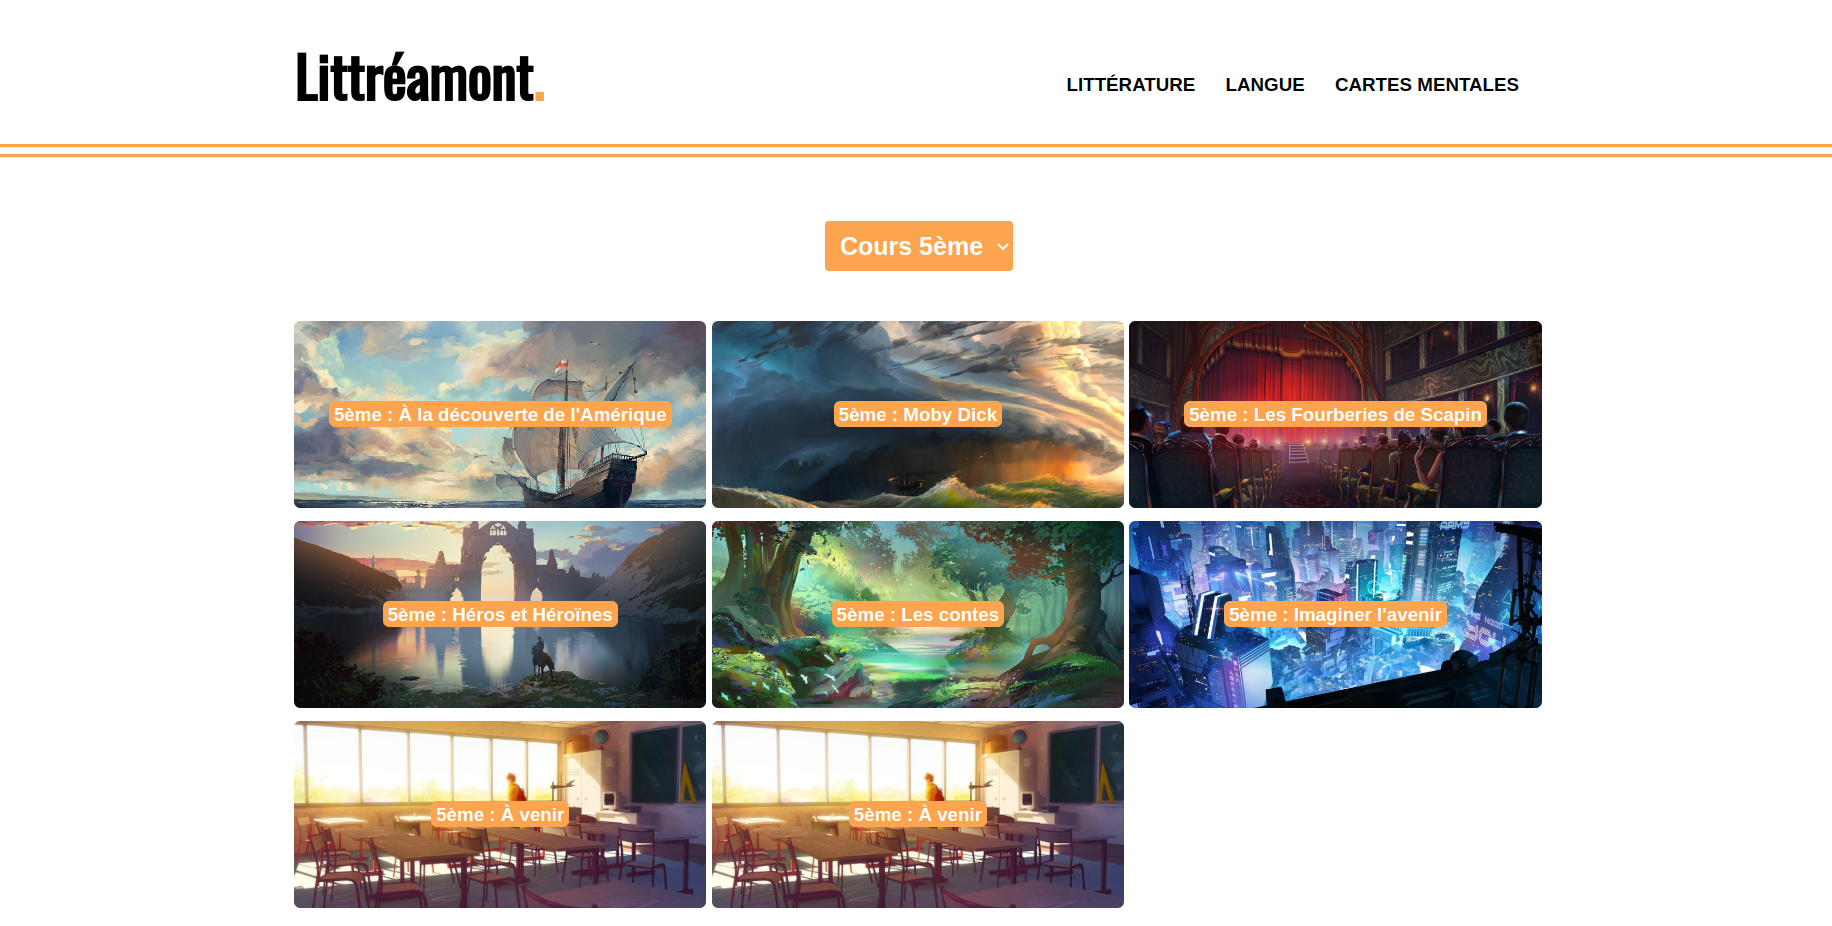 Littréamont.
LITTÉRATURE LANGUE CARTES MENTALES
Cours 5ème
5ème : À la découverte de l'Amérique
5ème : Moby Dick
5ème : Les Fourberies de Scapin
5ème : Héros et Héroïnes
5ème : Les contes
5ème : Imaginer l'avenir
5ème : À venir
5ème : À venir